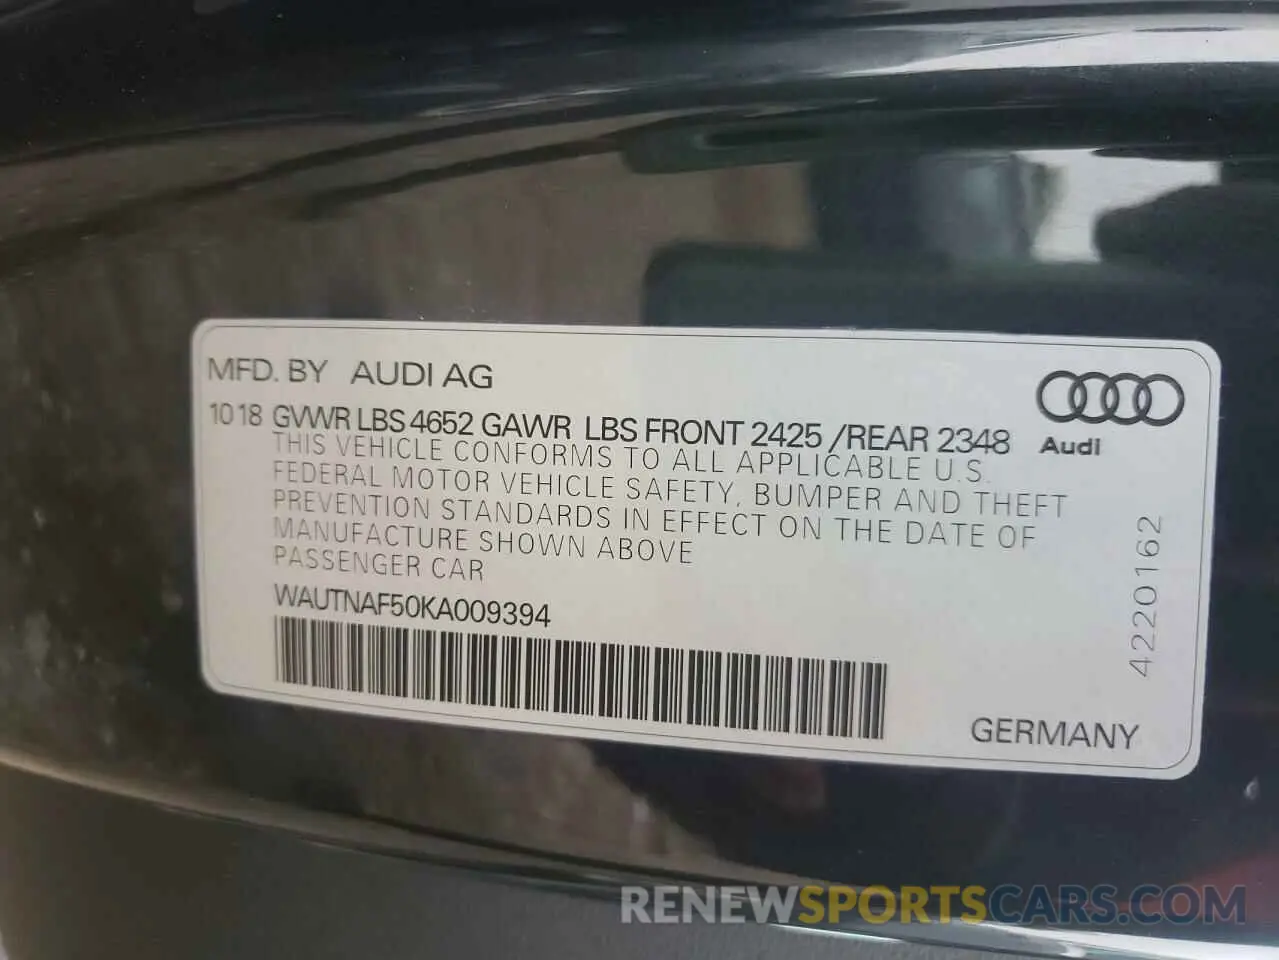 MFD. BY AUDI AG
1018 GVWR LBS 4652 GAWR LBS FRONT 2425 /REAR 2348
THIS VEHICLE CONFORMS TO ALL APPLICABLE U.S.
FEDERAL MOTOR VEHICLE SAFETY, BUMPER AND THEFT
PREVENTION STANDARDS IN EFFECT ON THE DATE OF
MANUFACTURE SHOWN ABOVE
PASSENGER CAR
WAUTNAF50KA009394
Audi
4220162
GERMANY
RENEWSPORTSCARS.COM